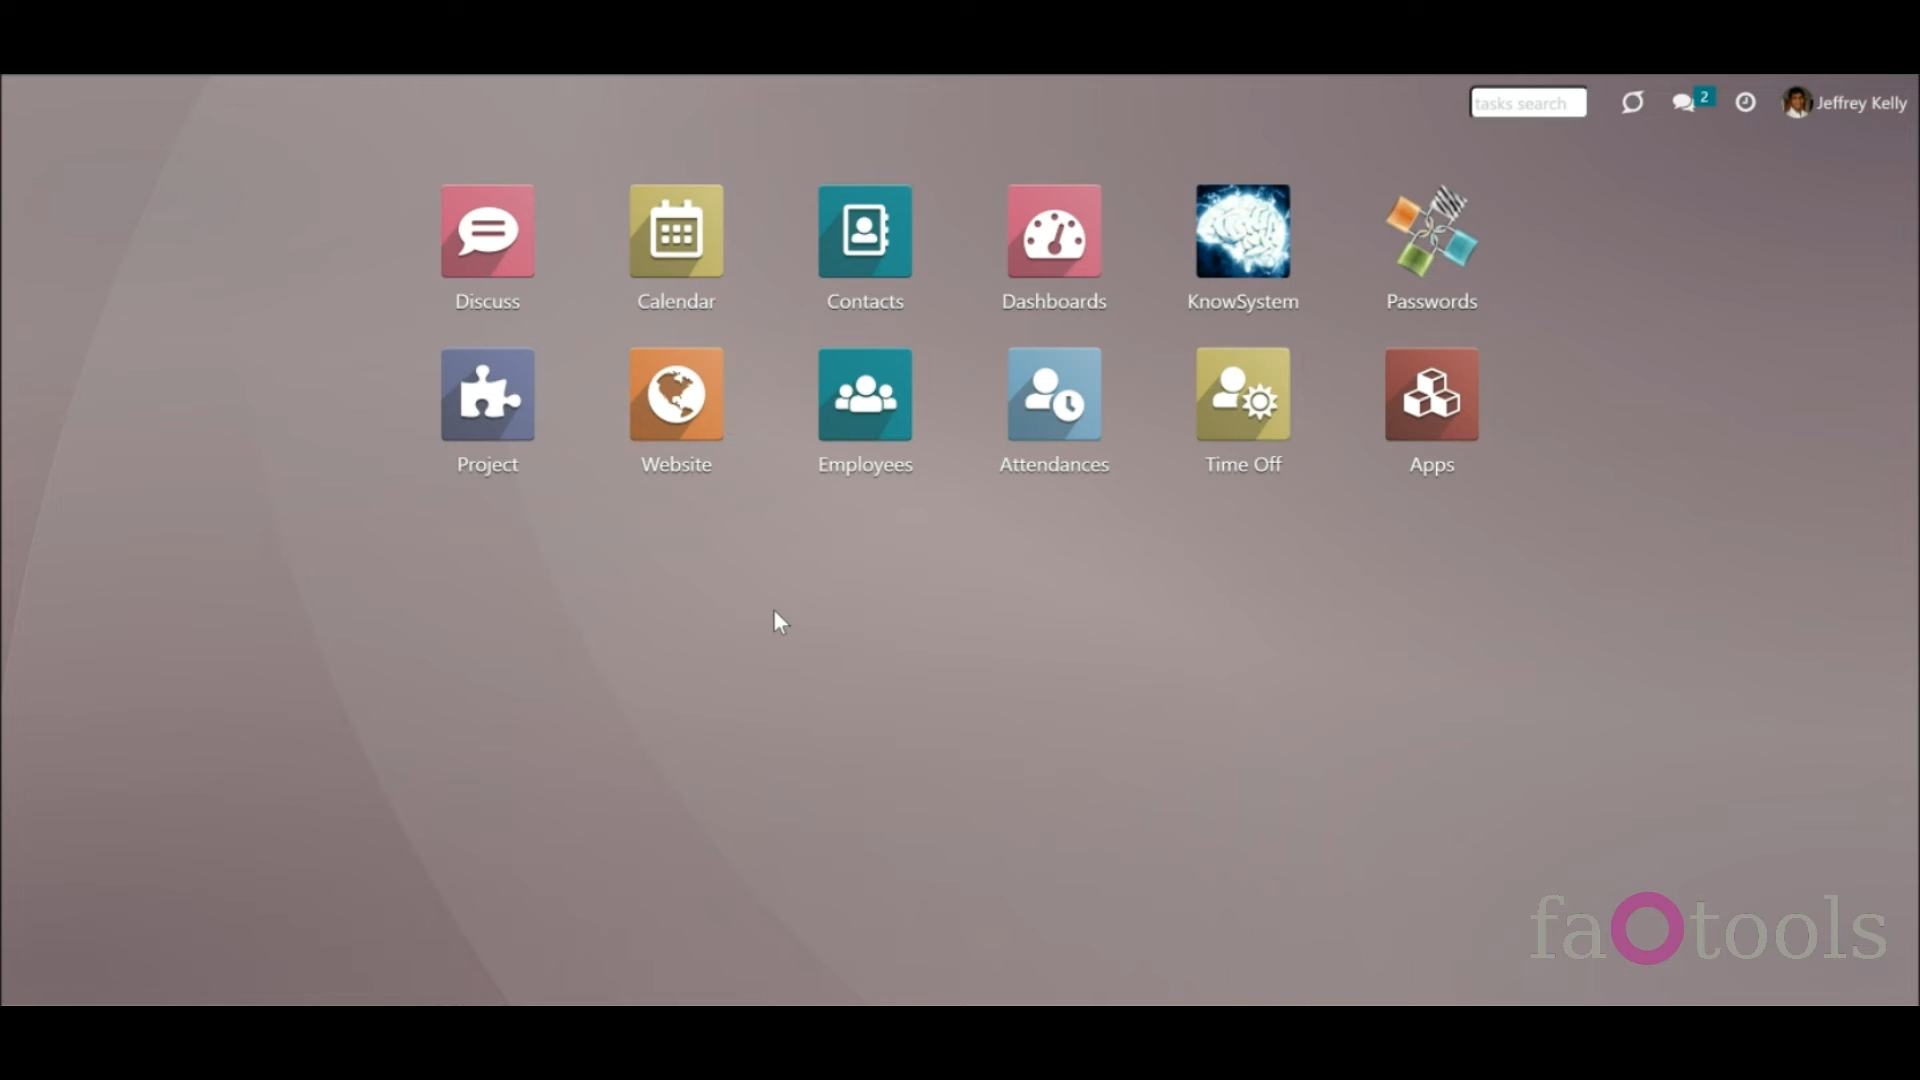 tasks search
2
Jeffrey Kelly
Discuss
Calendar
Contacts
Dashboards
KnowSystem
Passwords
Project
Website
Employees
Attendances
Time Off
Apps
faOtools